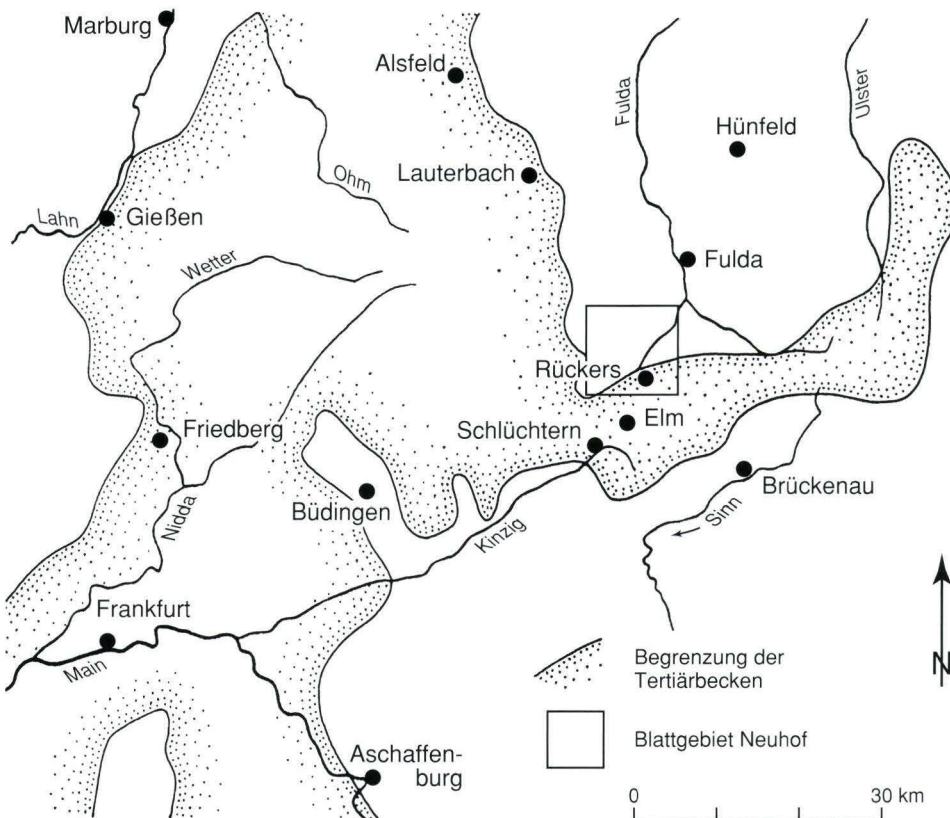 Marburg
Alsfeld
Fulda
Ulster
Hünfeld
Lauterbach
Ohm
Lahn
Gießen
Wetter
Fulda
Rückers
Elm
Schlüchtern
Friedberg
Büdingen
Brückenau
Nidda
Kinzig
Sinn
Frankfurt
Main
N
Begrenzung der
Tertiärbecken
Blattgebiet Neuhof
Aschaffen-
burg
0
30 km